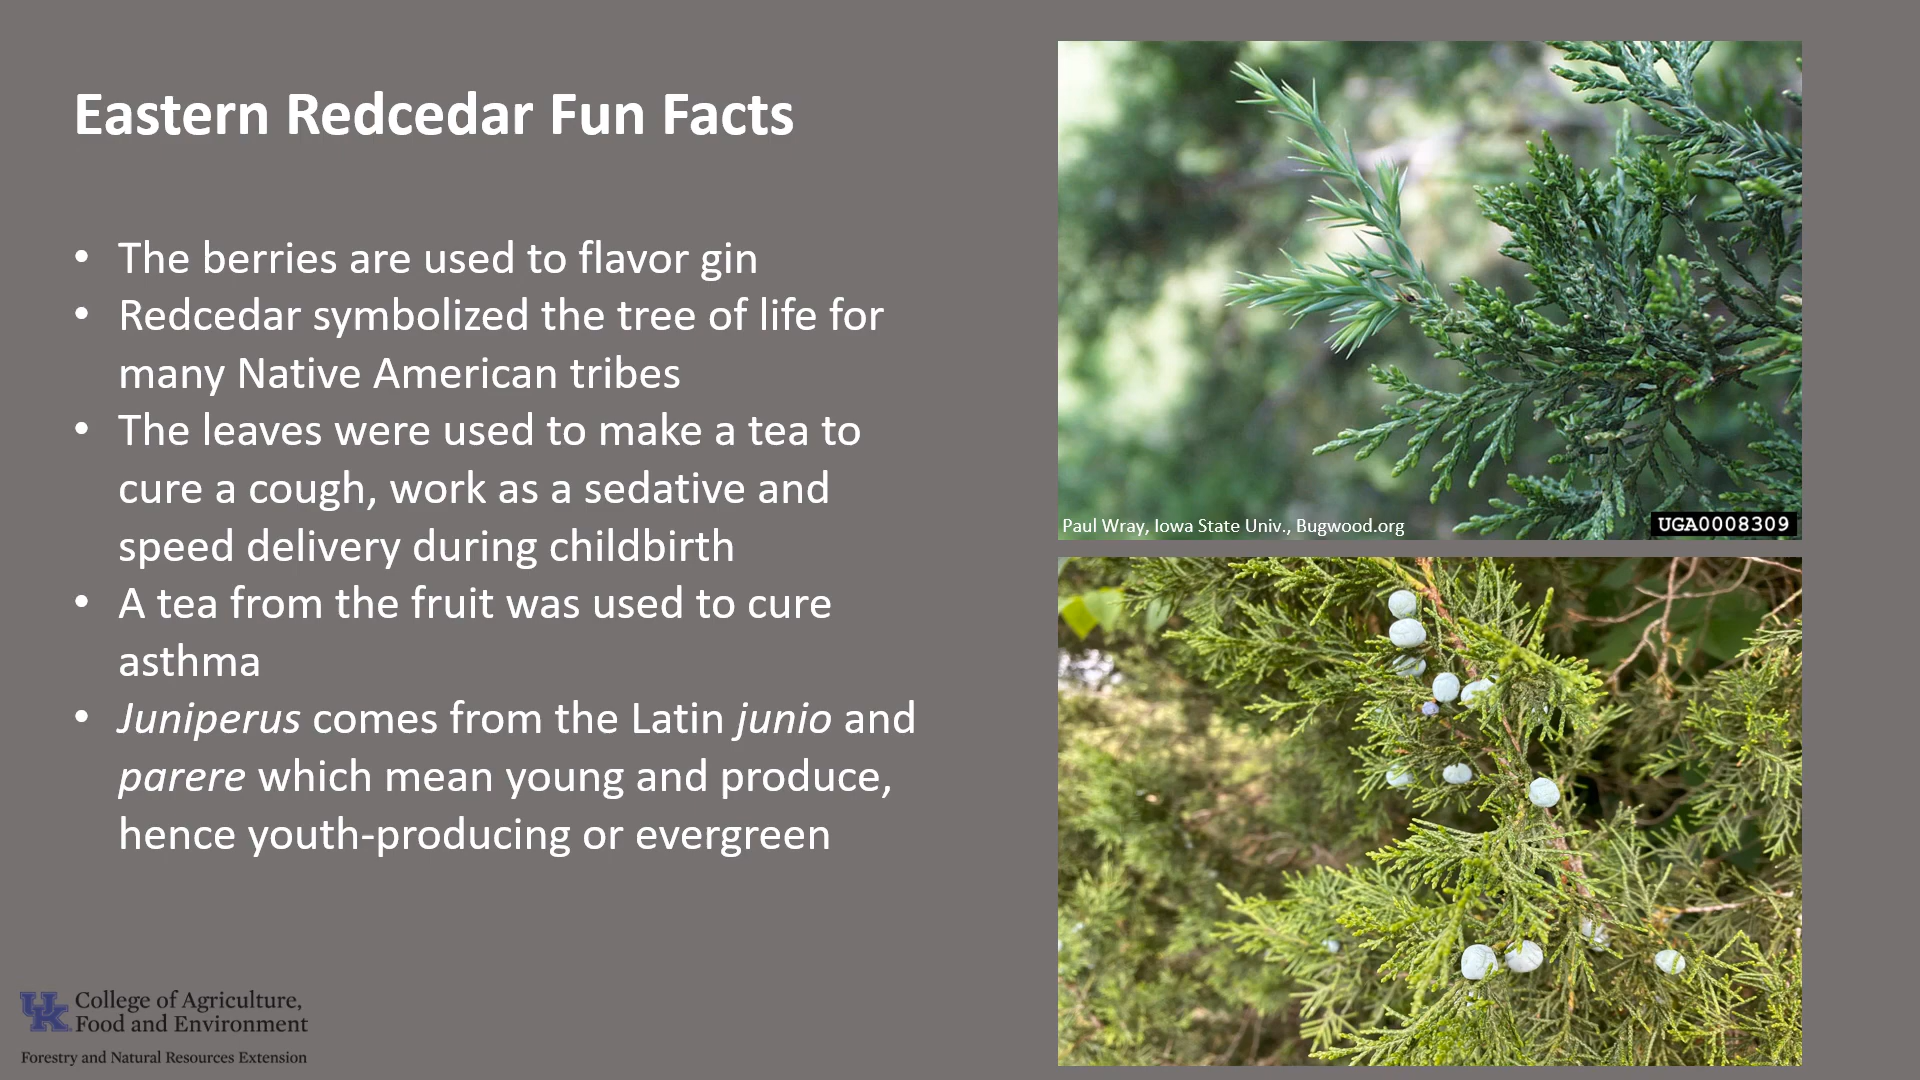 Eastern Redcedar Fun Facts
• The berries are used to flavor gin
• Redcedar symbolized the tree of life for
many Native American tribes
• The leaves were used to make a tea to
cure a cough, work as a sedative and
speed delivery during childbirth
• A tea from the fruit was used to cure
asthma
• Juniperus comes from the Latin junio and
parere which mean young and produce,
hence youth-producing or evergreen
Paul Wray, Iowa State Univ., Bugwood.org
UGA0008309
UK College of Agriculture,
Food and Environment
Forestry and Natural Resources Extension